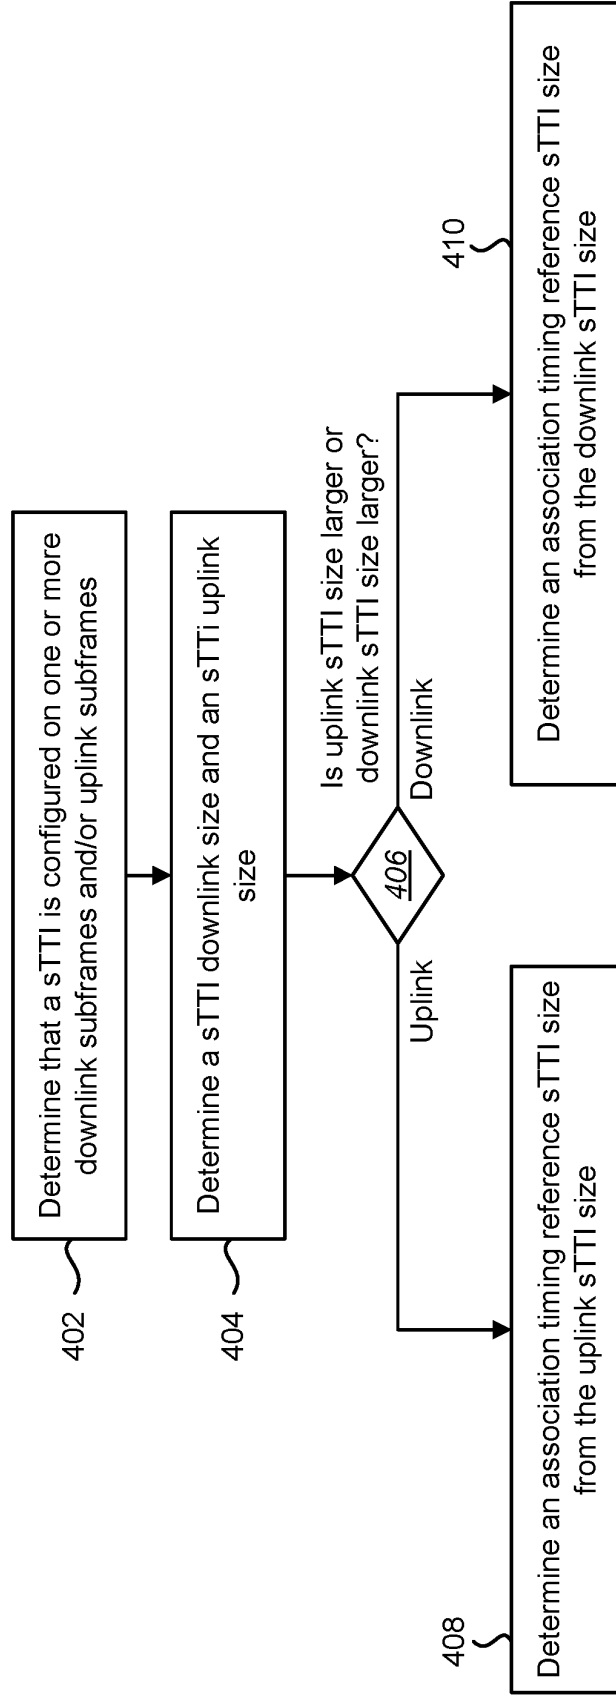 402
Determine that a sTTI is configured on one or more
downlink subframes and/or uplink subframes
404
Determine a sTTI downlink size and an sTTi uplink
size
Is uplink sTTI size larger or
downlink sTTI size larger?
406
Uplink
Downlink
408
Determine an association timing reference sTTI size
from the uplink sTTI size
410
Determine an association timing reference sTTI size
from the downlink sTTI size